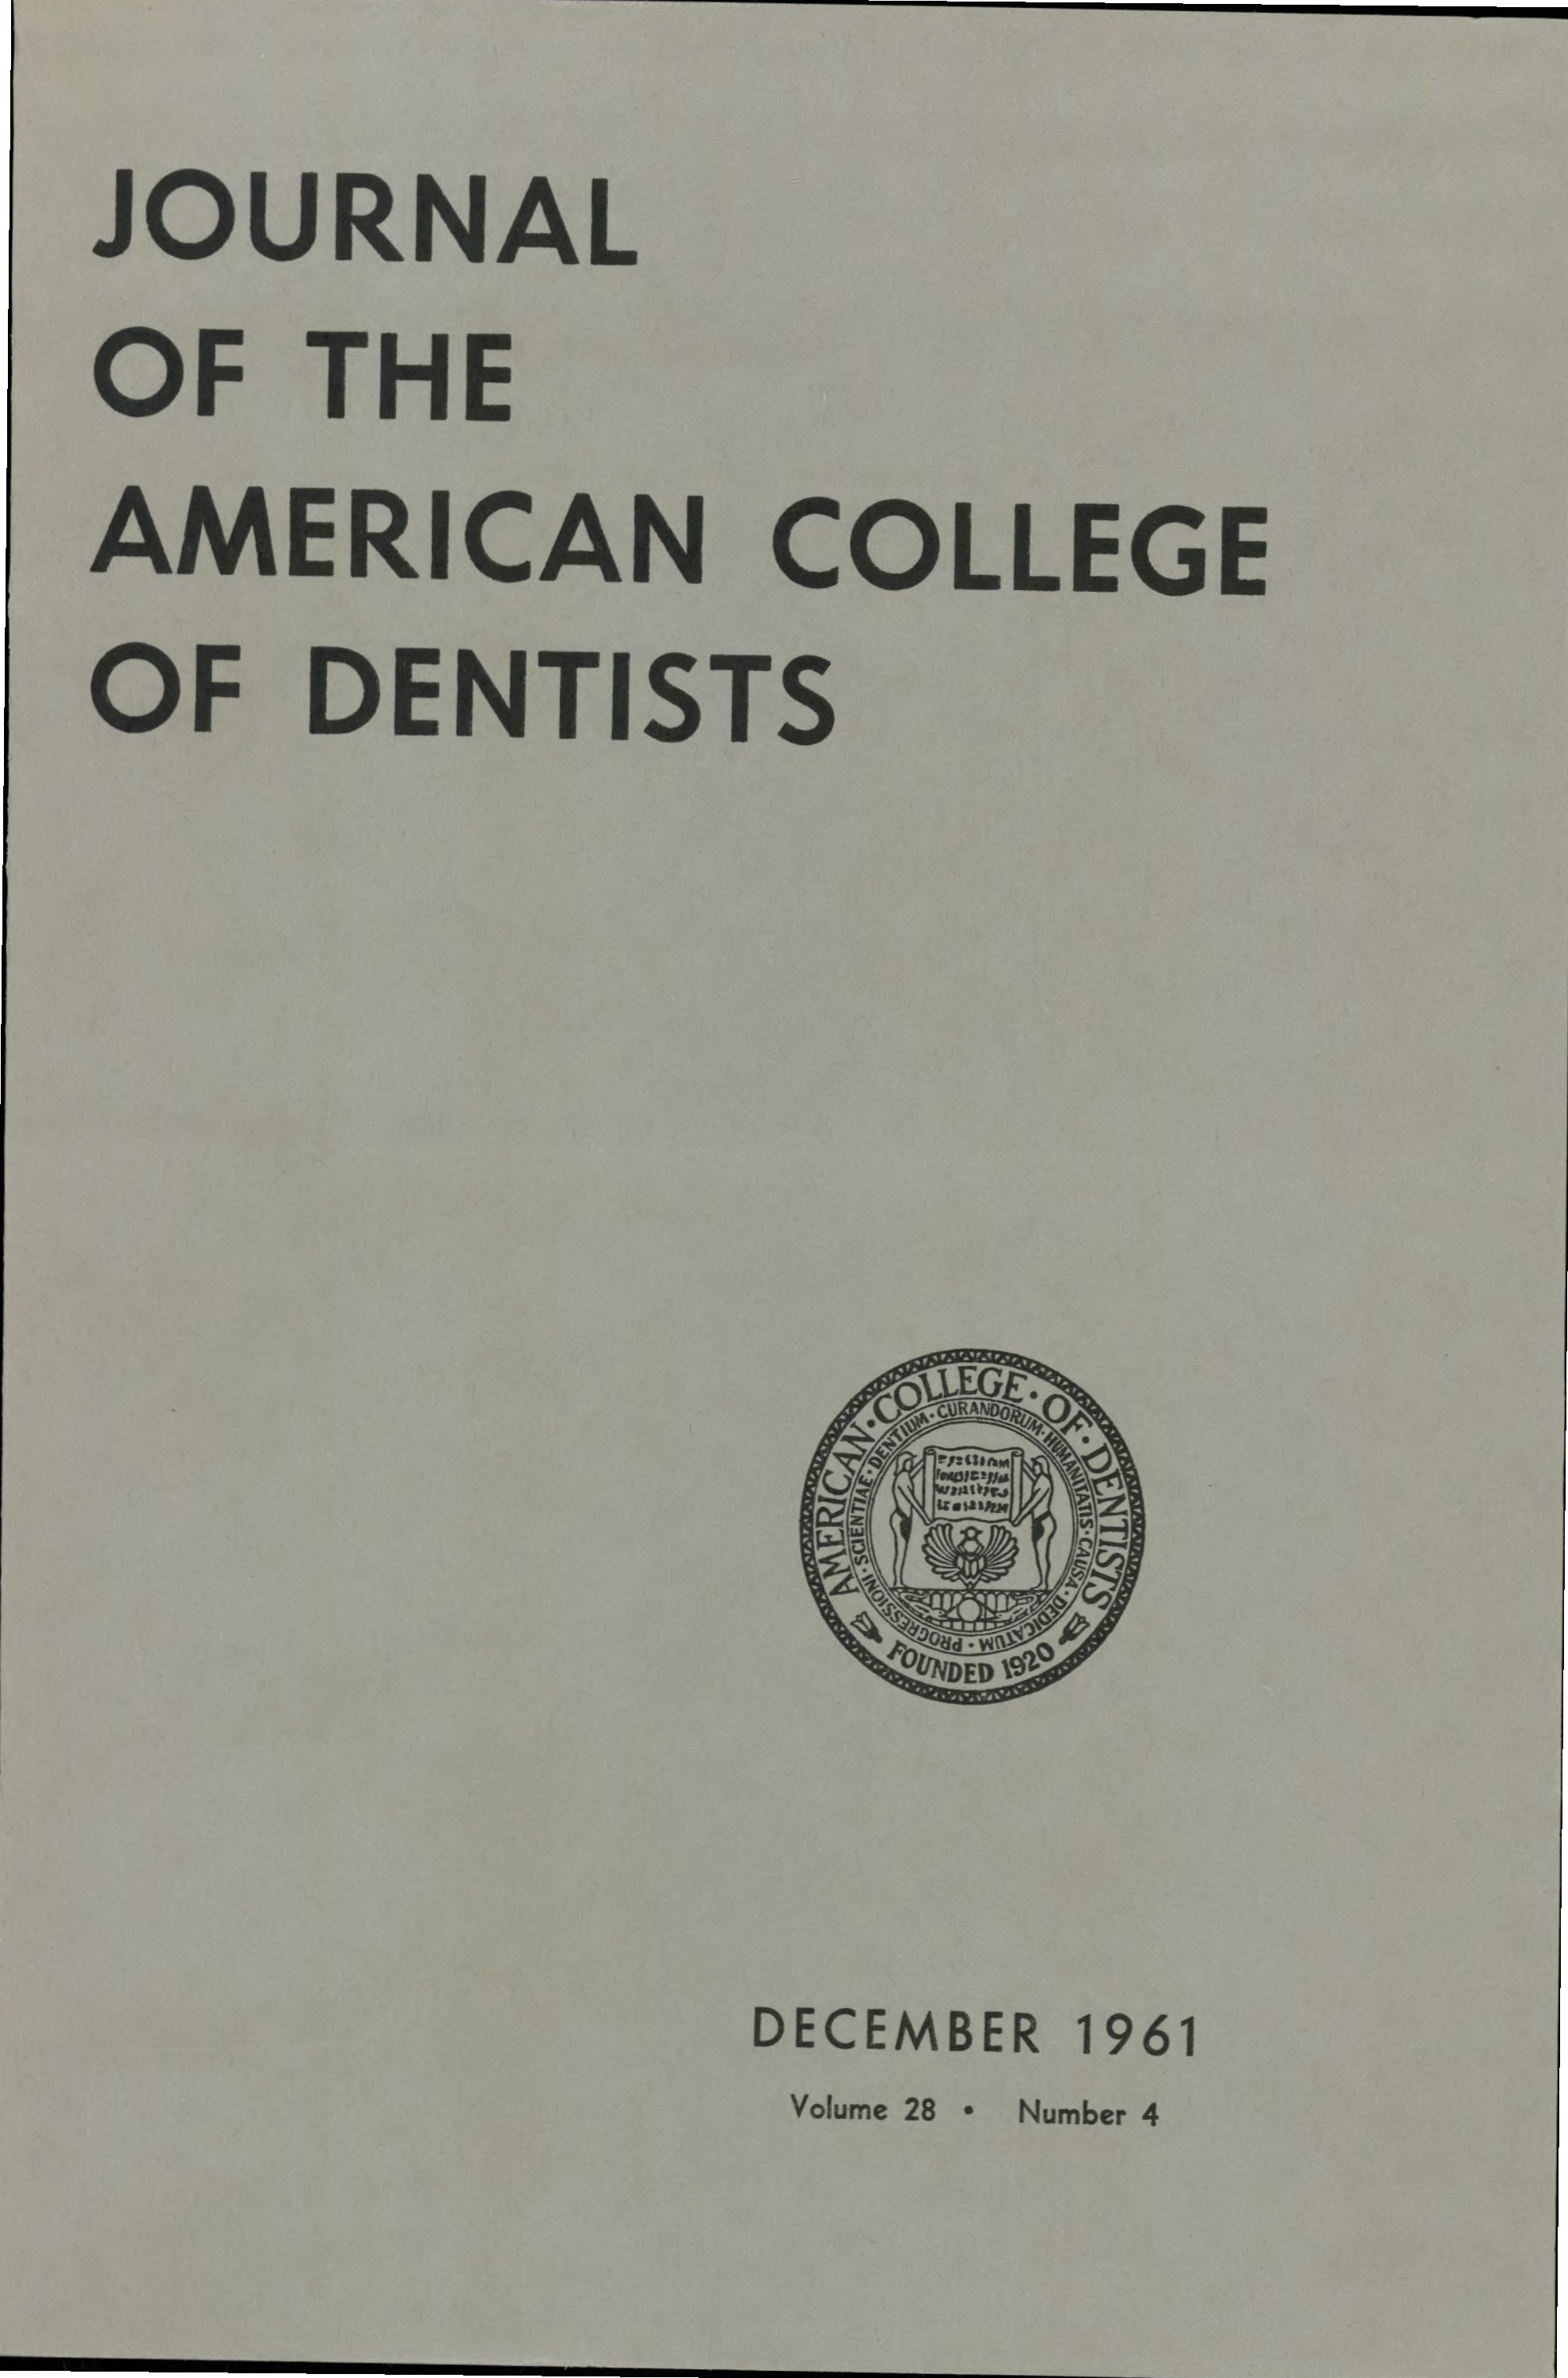 JOURNAL
OF THE
AMERICAN COLLEGE
OF DENTISTS
AMERICAN·COLLEGE·OF·DENTISTS
PROGRESSIONI·SCIENTIAE·DENTIUM·CURANDORUM·HUMANITATIS·CAUSA·DEDICATUM·
FOUNDED 1920
DECEMBER 1961
Volume 28 • Number 4